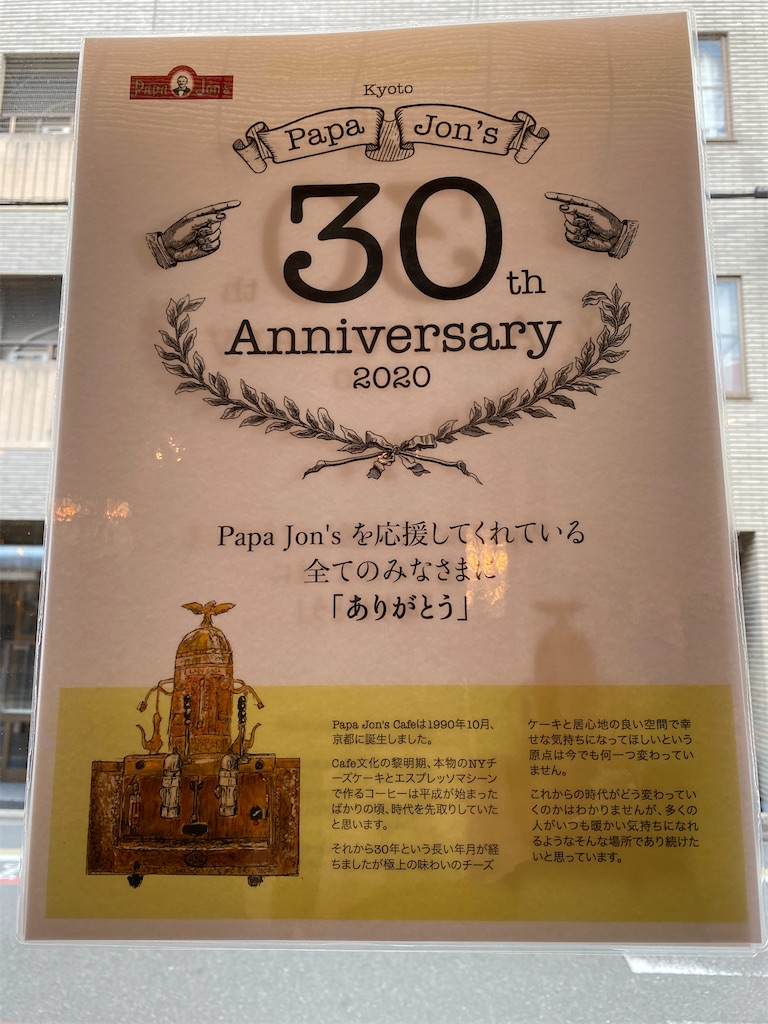 Papa Jon's
Kyoto
Papa Jon's
30th
Anniversary
2020
Papa Jon's を応援してくれている
全てのみなさまに
「ありがとう」
Papa Jon's Cafeは1990年10月、
京都に誕生しました。
Cafe文化の黎明期、本物のNYチ
ーズケーキとエスプレッソマシーン
で作るコーヒーは平成が始まった
ばかりの頃、時代を先取りしていた
と思います。
それから30年という長い年月が経
ちましたが極上の味わいのチーズ
ケーキと居心地の良い空間で幸
せな気持ちになってほしいという
原点は今でも何一つ変わってい
ません。
これからの時代がどう変わってい
くのかはわかりませんが、多くの
人がいつも暖かい気持ちになれ
るようなそんな場所であり続けた
いと思っています。